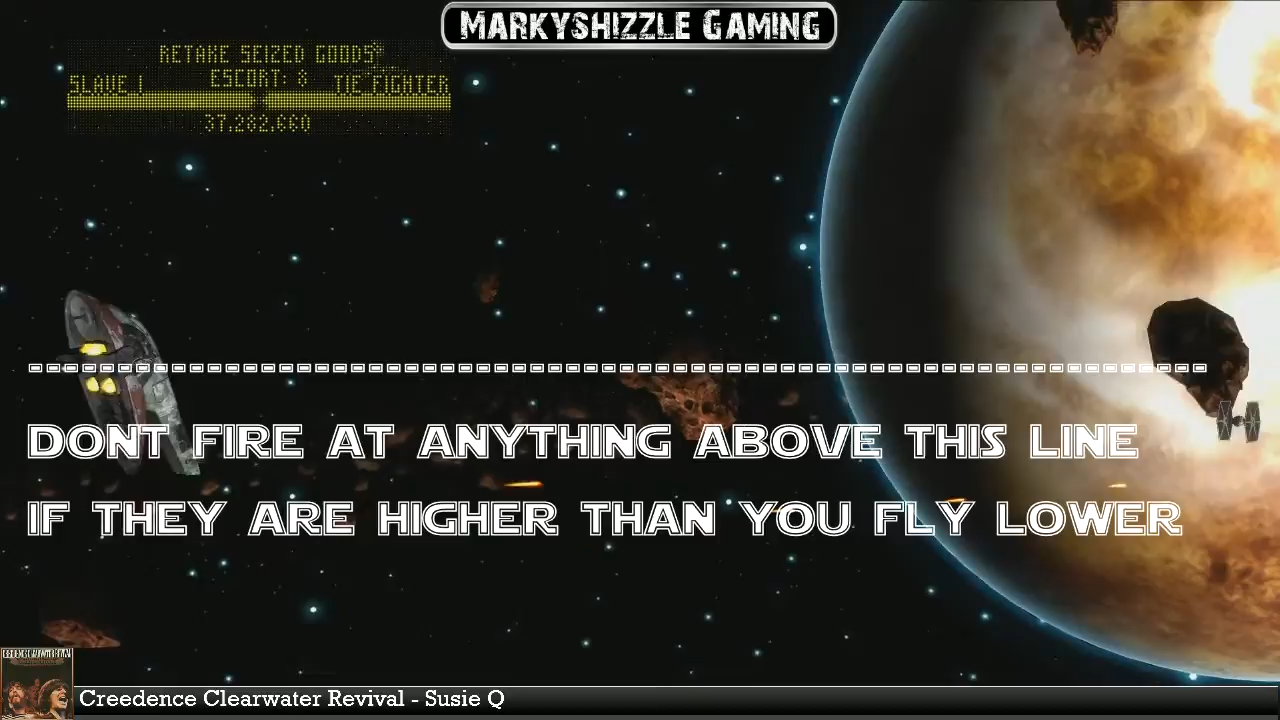 MARKYSHIZZLE GAMING
RETAKE SEIZED GOODS
SLAVE I ESCORT: 8 TIE FIGHTER
37,282,660
DONT FIRE AT ANYTHING ABOVE THIS LINE
IF THEY ARE HIGHER THAN YOU FLY LOWER
Creedence Clearwater Revival - Susie Q